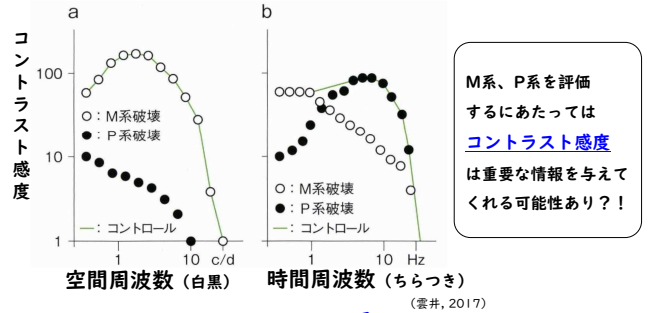 a
b
コントラスト感度
100
10
1
○：M系破壊
●：P系破壊
―：コントロール
1
10
c/d
空間周波数（白黒）
○：M系破壊
●：P系破壊
―：コントロール
1
10
Hz
時間周波数（ちらつき）
（雲井, 2017）
M系、P系を評価
するにあたっては
コントラスト感度
は重要な情報を与えて
くれる可能性あり？！